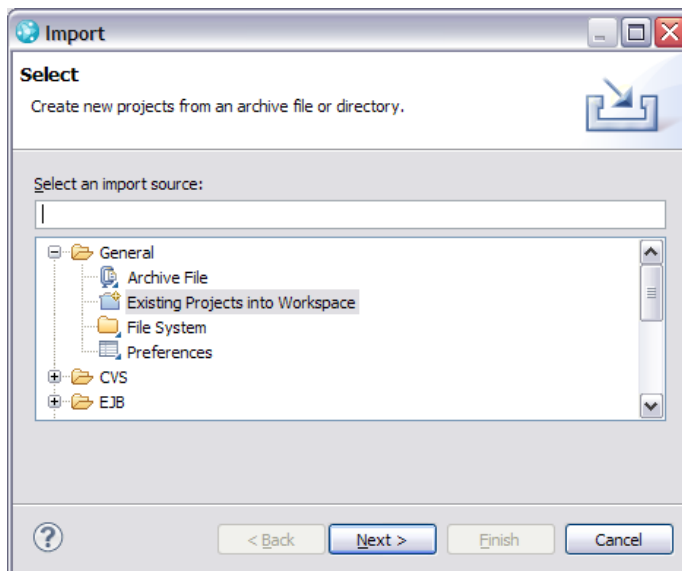 Import
Select
Create new projects from an archive file or directory.
Select an import source:
General
Archive File
Existing Projects into Workspace
File System
Preferences
CVS
EJB
? < Back Next > Finish Cancel